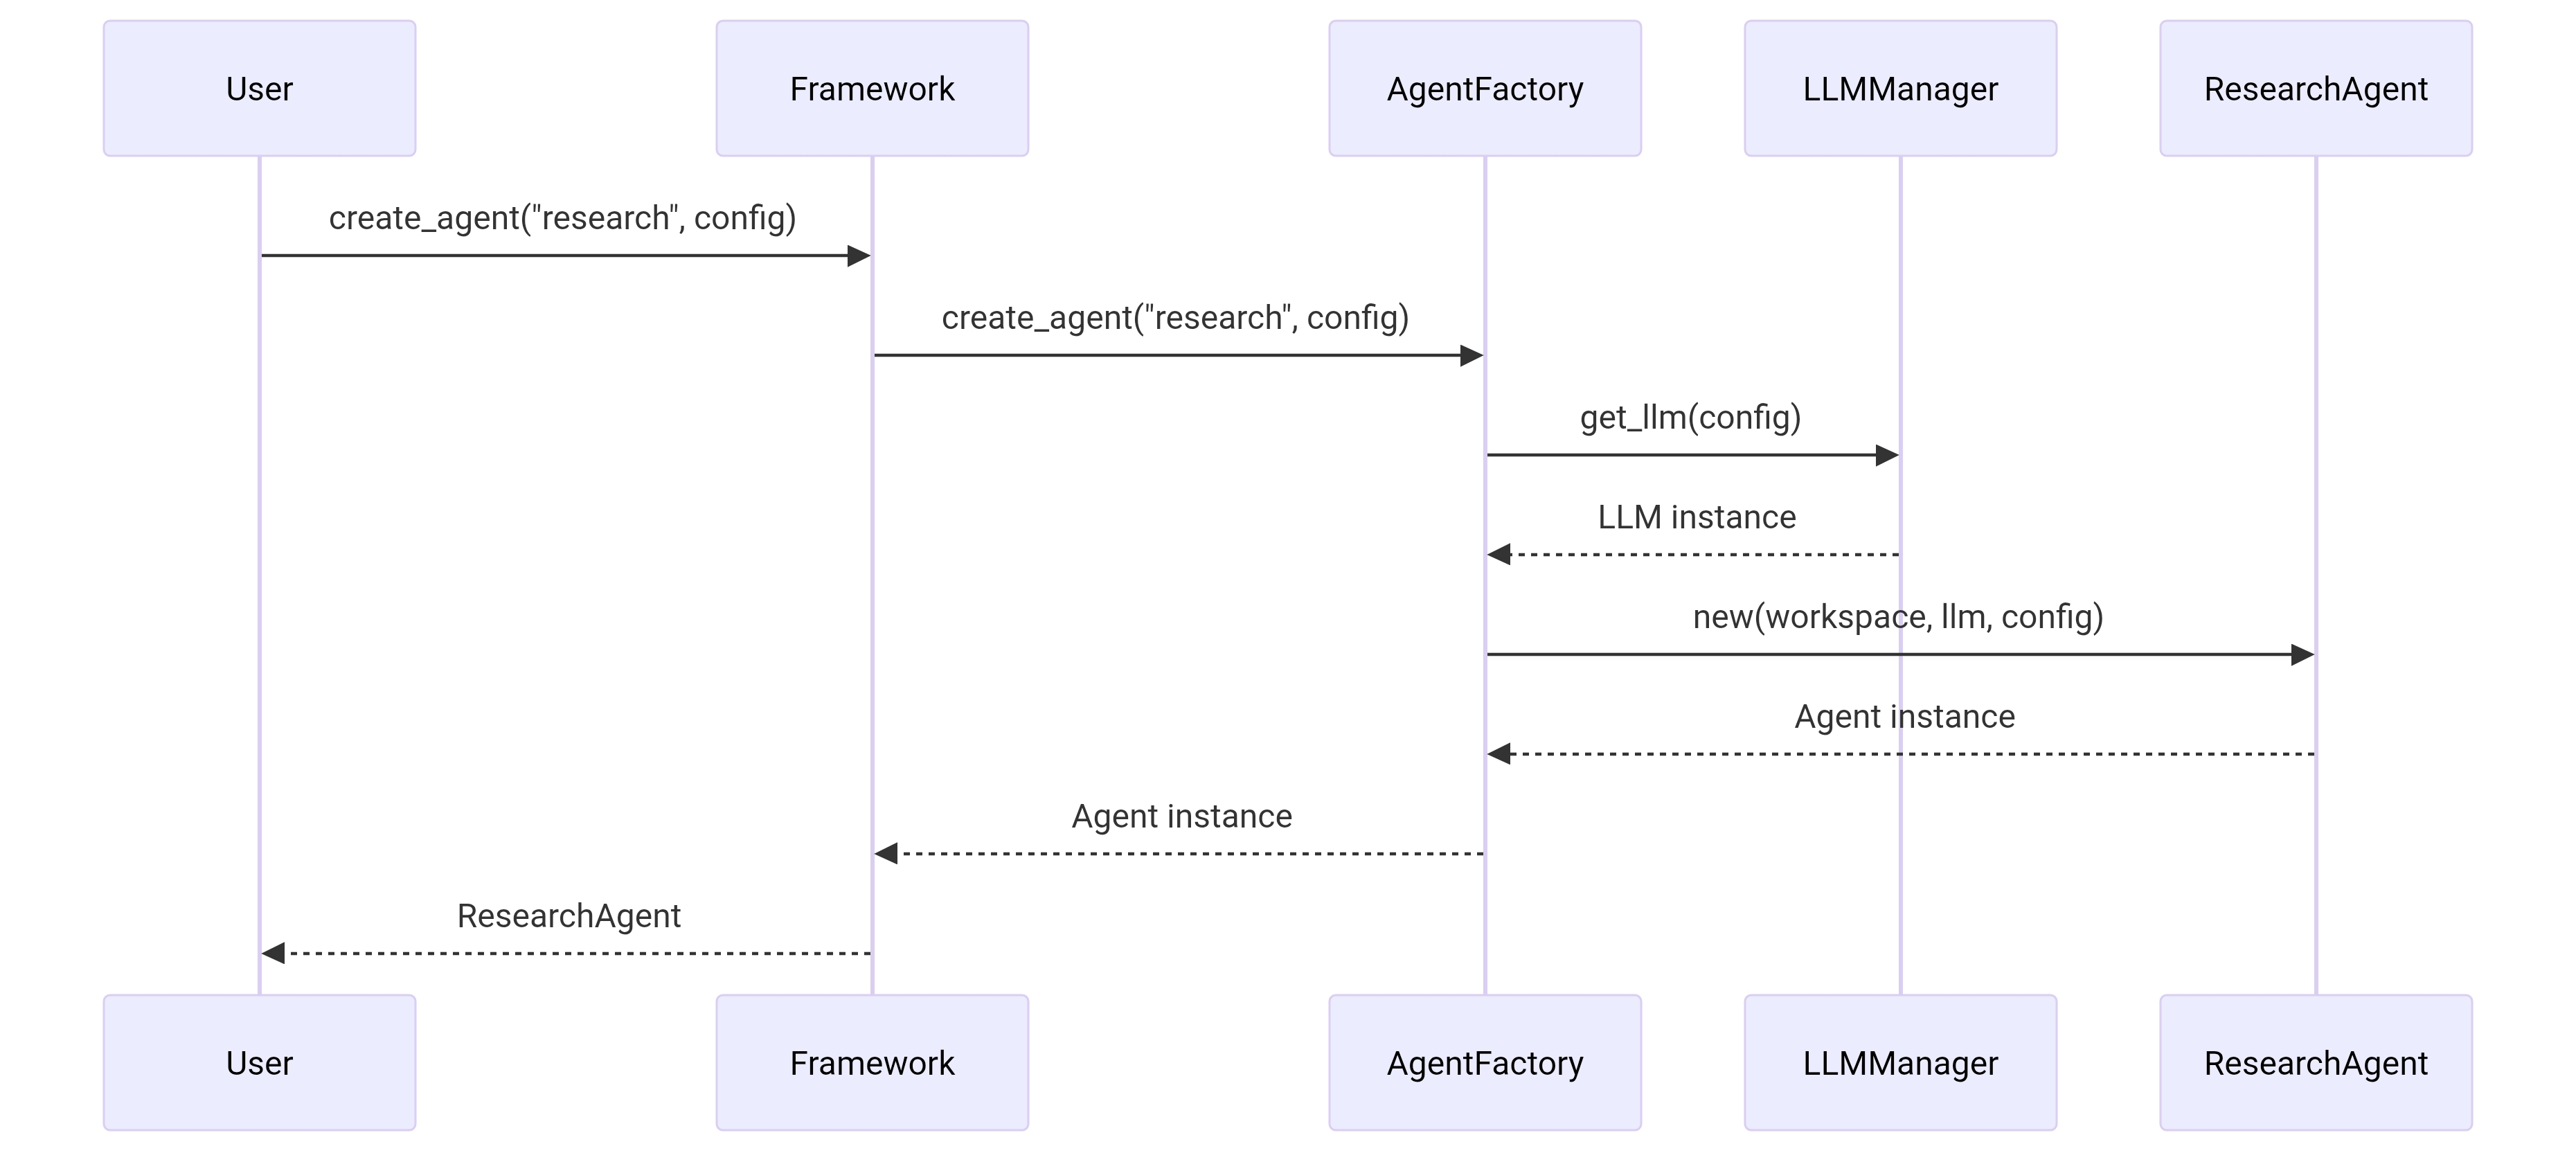 User
Framework
AgentFactory
LLMManager
ResearchAgent
create_agent("research", config)
create_agent("research", config)
get_llm(config)
LLM instance
new(workspace, llm, config)
Agent instance
Agent instance
ResearchAgent
User
Framework
AgentFactory
LLMManager
ResearchAgent